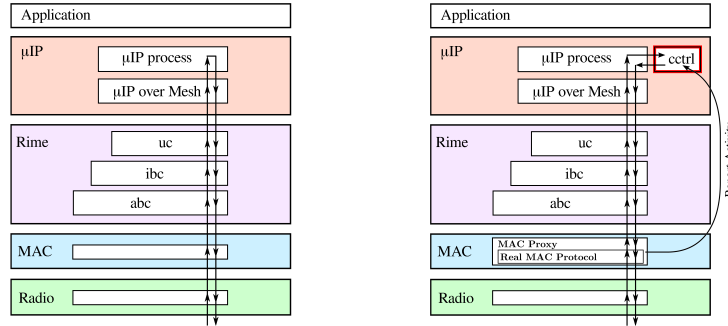 Application
μIP
μIP process
μIP over Mesh
Rime
uc
ibc
abc
MAC
Radio
Application
μIP
μIP process
cctrl
μIP over Mesh
Rime
uc
ibc
abc
MAC
MAC Proxy
Real MAC Protocol
Radio